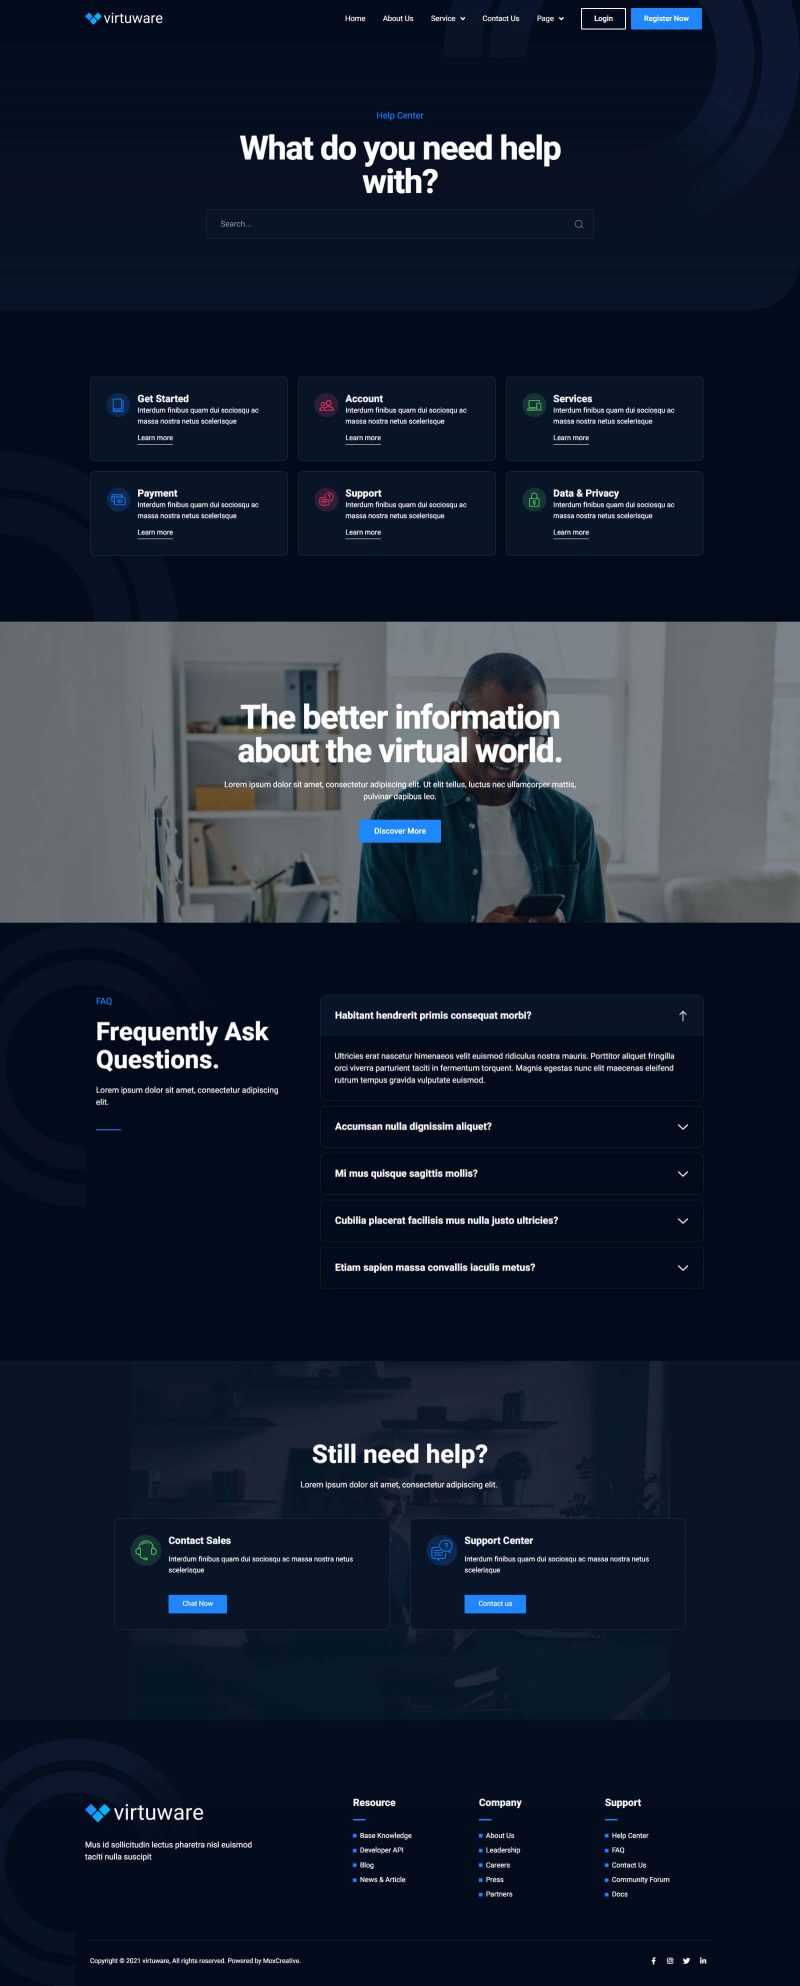 virtuware
Home About Us Service Contact Us Page Login Register Now
Help Center
What do you need help
with?
Search...
Get Started
Interdum finibus quam dui sociosqu ac
massa nostra netus scelerisque
Learn more
Account
Interdum finibus quam dui sociosqu ac
massa nostra netus scelerisque
Learn more
Services
Interdum finibus quam dui sociosqu ac
massa nostra netus scelerisque
Learn more
Payment
Interdum finibus quam dui sociosqu ac
massa nostra netus scelerisque
Learn more
Support
Interdum finibus quam dui sociosqu ac
massa nostra netus scelerisque
Learn more
Data & Privacy
Interdum finibus quam dui sociosqu ac
massa nostra netus scelerisque
Learn more
The better information
about the virtual world.
Lorem ipsum dolor sit amet, consectetur adipiscing elit. Ut elit tellus, luctus nec ullamcorper mattis,
pulvinar dapibus leo.
Discover More
FAQ
Frequently Ask
Questions.
Lorem ipsum dolor sit amet, consectetur adipiscing
elit.
Habitant hendrerit primis consequat morbi?
Ultricies erat nascetur himenaeos velit euismod ridiculus nostra mauris. Porttitor aliquet fringilla
orci viverra parturient taciti in fermentum torquent. Magnis egestas nunc elit maecenas eleifend
rutrum tempus gravida vulputate euismod.
Accumsan nulla dignissim aliquet?
Mi mus quisque sagittis mollis?
Cubilia placerat facilisis mus nulla justo ultricies?
Etiam sapien massa convallis iaculis metus?
Still need help?
Lorem ipsum dolor sit amet, consectetur adipiscing elit.
Contact Sales
Interdum finibus quam dui sociosqu ac massa nostra netus
scelerisque
Chat Now
Support Center
Interdum finibus quam dui sociosqu ac massa nostra netus
scelerisque
Contact us
virtuware
Mus id sollicitudin lectus pharetra nisl euismod
taciti nulla suscipit
Resource
Base Knowledge
Developer API
Blog
News & Article
Company
About Us
Leadership
Careers
Press
Partners
Support
Help Center
FAQ
Contact Us
Community Forum
Docs
Copyright © 2021 virtuware, All rights reserved. Powered by MoxCreative.